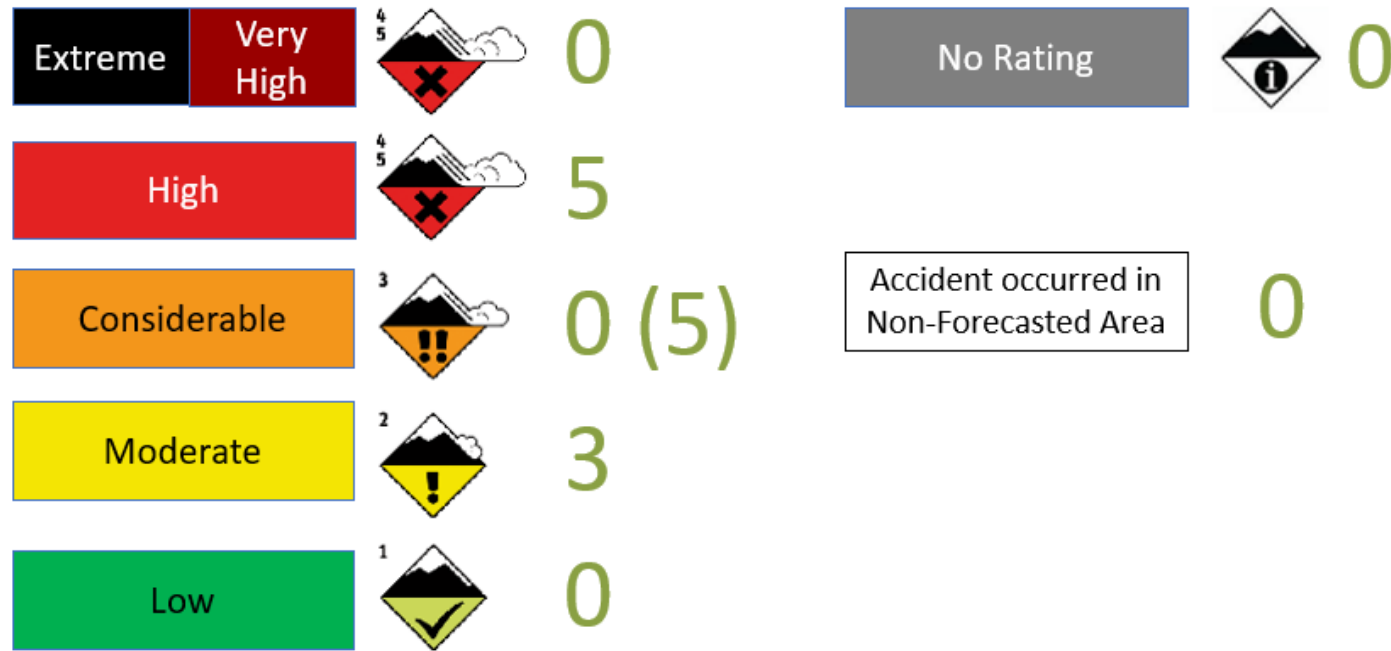 Extreme
Very
High
4
5
0
No Rating
i
0
High
4
5
5
Considerable
3
!!
0 (5)
Accident occurred in
Non-Forecasted Area
0
Moderate
2
!
3
Low
1
0